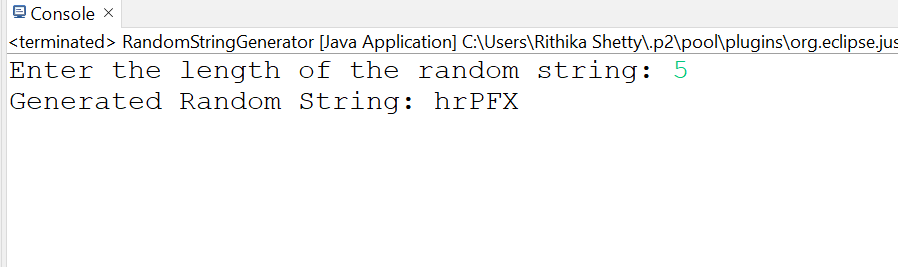 Console
<terminated> RandomStringGenerator [Java Application] C:\Users\Rithika Shetty\.p2\pool\plugins\org.eclipse.jus
Enter the length of the random string: 5
Generated Random String: hrPFX